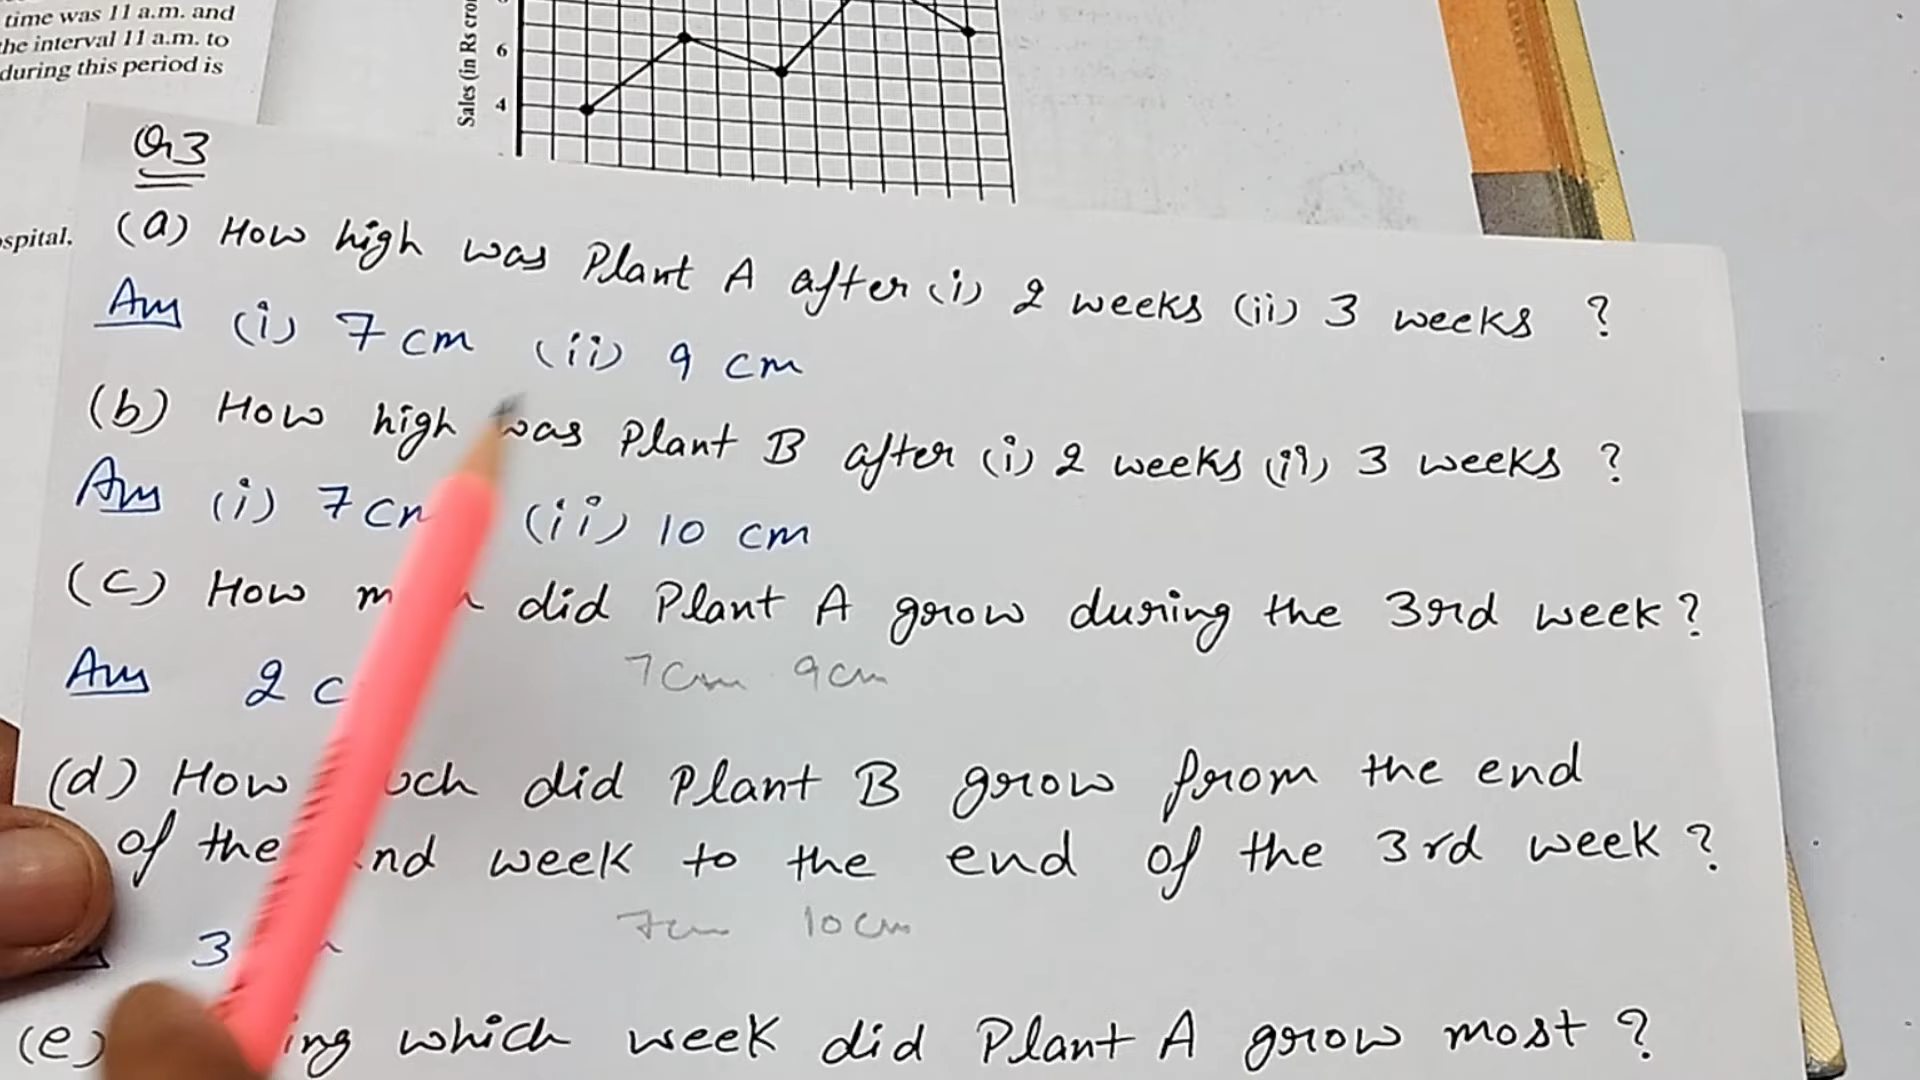 time was 11 a.m. and
the interval 11 a.m. to
during this period is
spital,
Sales (in Rs
6
4
Q3
(a) How high was Plant A after (i) 2 weeks (ii) 3 weeks ?
Ans (i) 7 cm (ii) 9 cm
(b) How high was Plant B after (i) 2 weeks (ii) 3 weeks ?
Ans (i) 7 cm (ii) 10 cm
(c) How did Plant A grow during the 3rd week ?
Ans 2 c
7cm 9cm
(d) How much did Plant B grow from the end
of the 2nd week to the end of the 3rd week ?
7cm 10cm
3
(e) which week did Plant A grow most ?